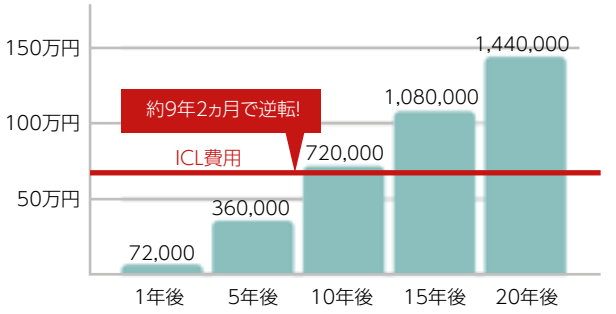 150万円
1,440,000
1,080,000
約9年2ヵ月で逆転!
100万円
720,000
ICL費用
50万円
360,000
72,000
1年後
5年後
10年後
15年後
20年後